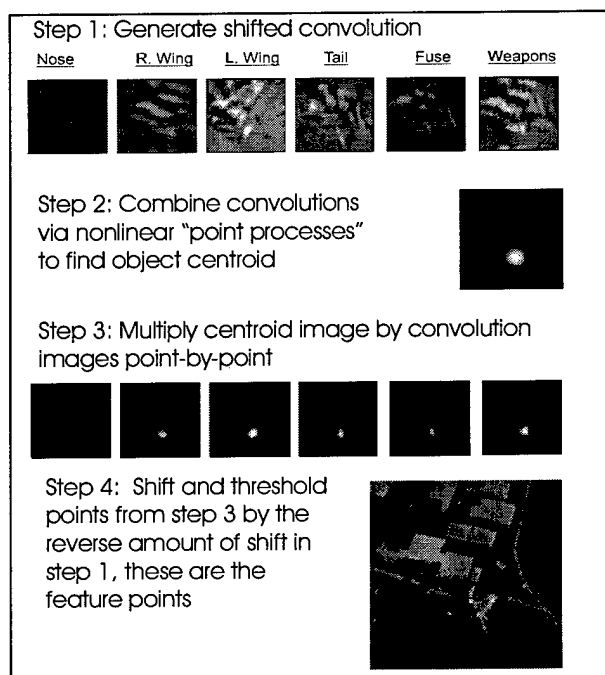 Step 1: Generate shifted convolution
Nose R. Wing L. Wing Tail Fuse Weapons
Step 2: Combine convolutions
via nonlinear "point processes"
to find object centroid
Step 3: Multiply centroid image by convolution
images point-by-point
Step 4: Shift and threshold
points from step 3 by the
reverse amount of shift in
step 1, these are the
feature points